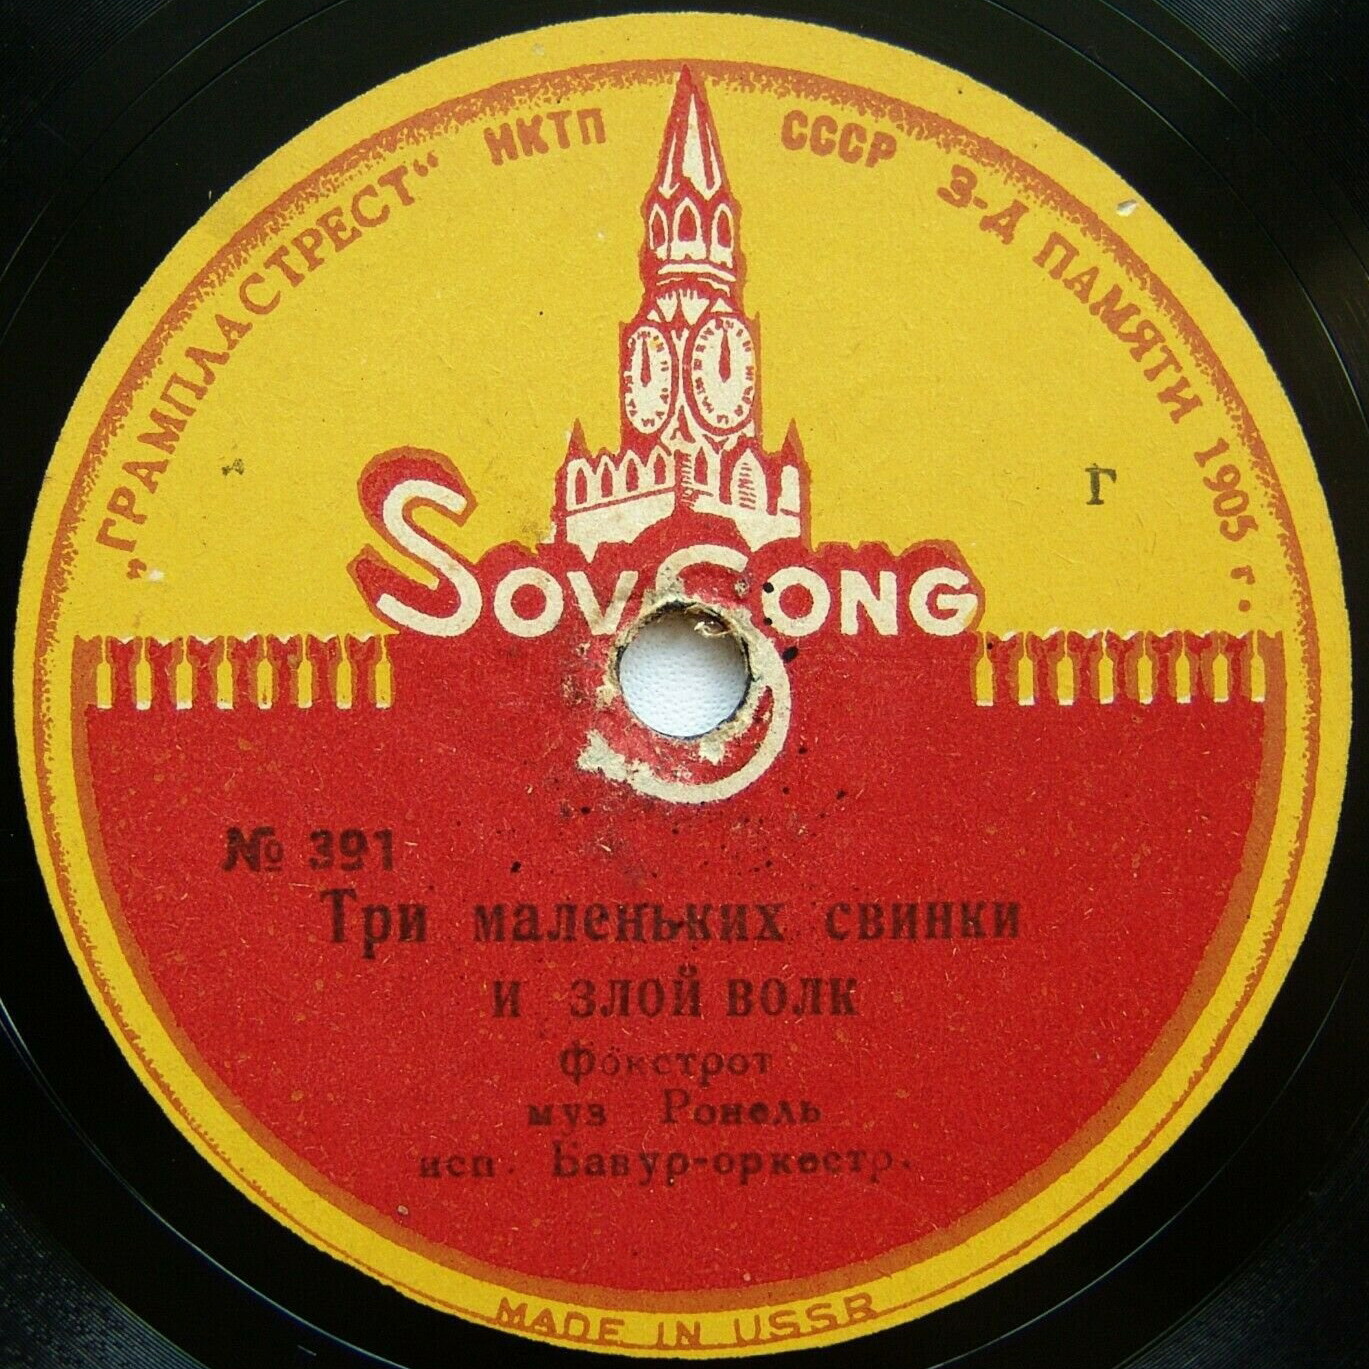 „ГРАМПЛАСТРЕСТ“ НКТП СССР З-Д ПАМЯТИ 1905 г.
Г
SovSong
№ 391
Три маленьких свинки
и злой волк
Фокстрот
муз Ронель
исп. Бавур-оркестр.
MADE IN USSR